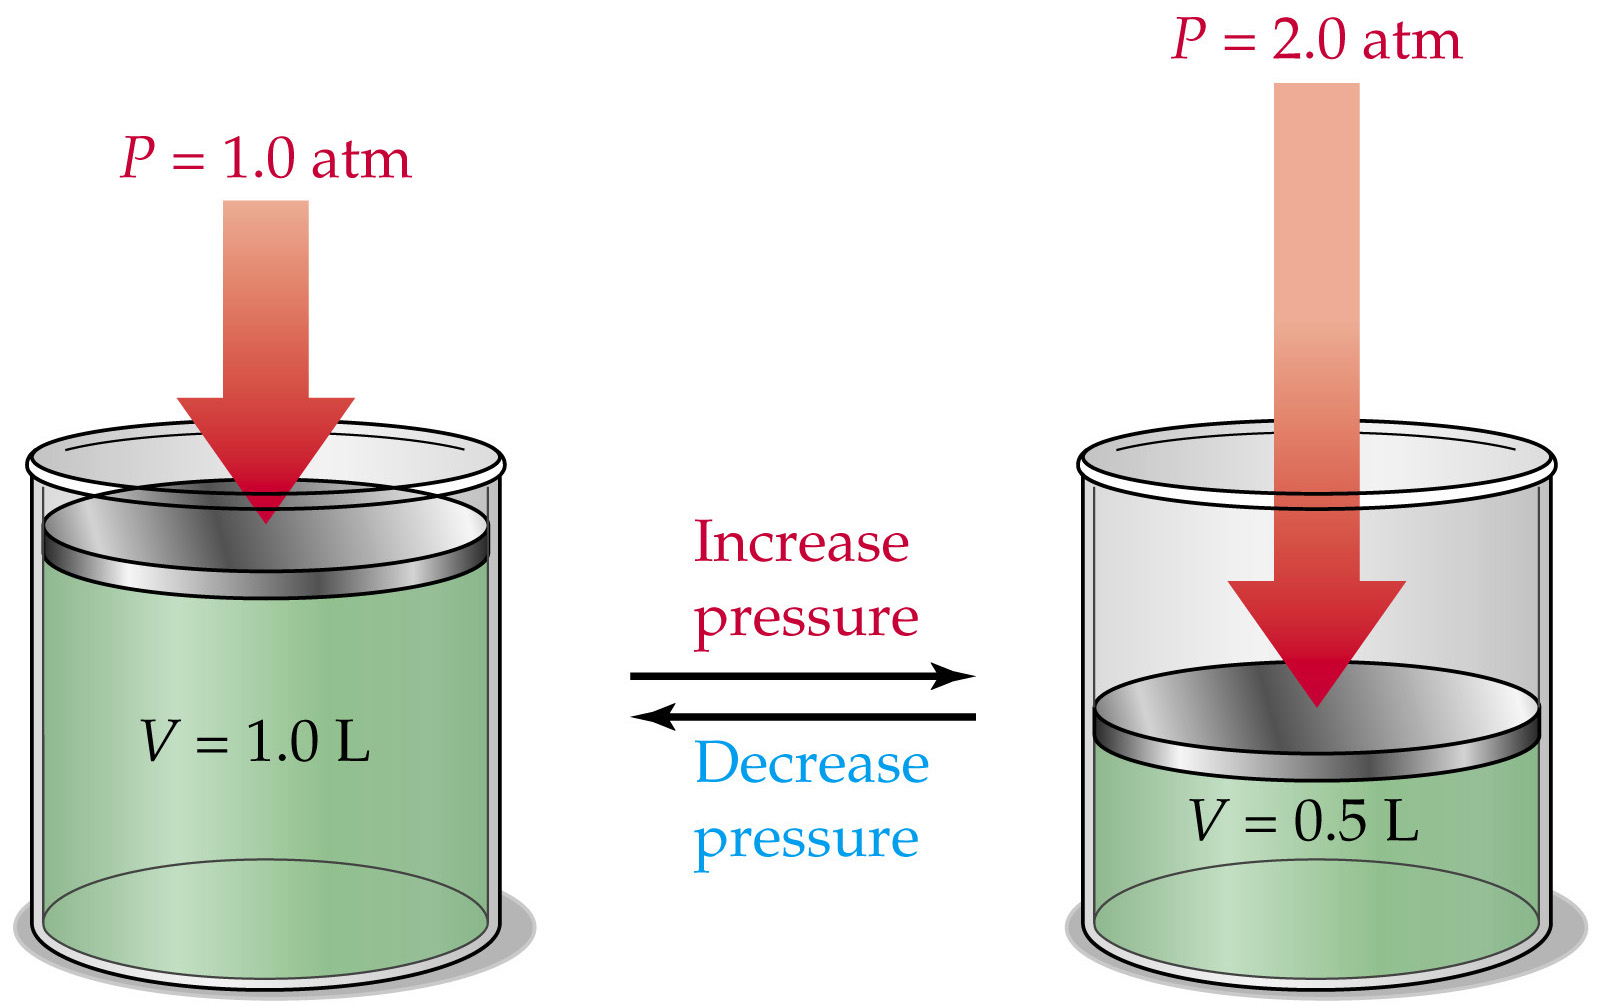 P = 1.0 atm
P = 2.0 atm
Increase
pressure
Decrease
pressure
V = 1.0 L
V = 0.5 L